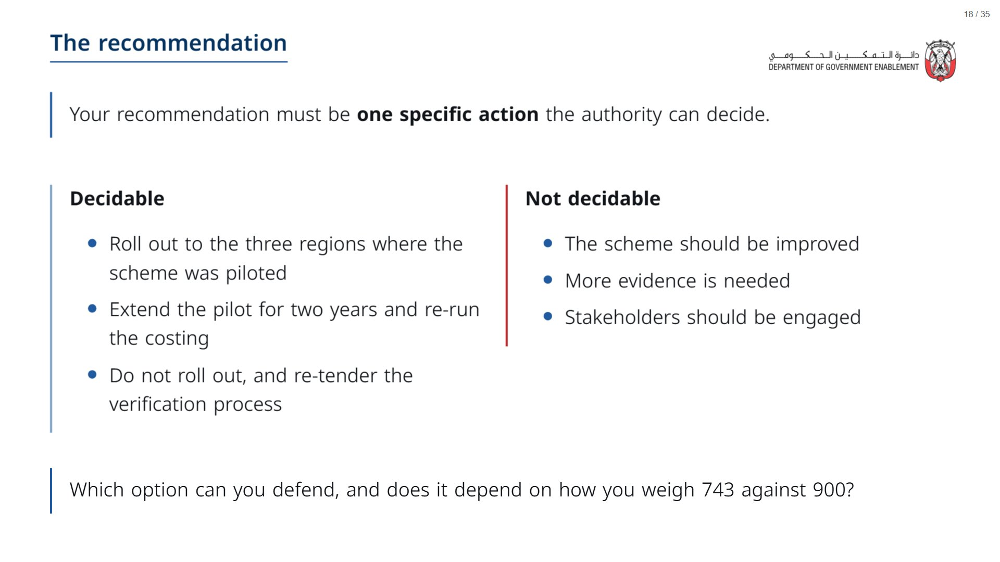 18 / 35
The recommendation
دائرة التمكين الحكومي
DEPARTMENT OF GOVERNMENT ENABLEMENT
Your recommendation must be one specific action the authority can decide.
Decidable
Roll out to the three regions where the
scheme was piloted
Extend the pilot for two years and re-run
the costing
Do not roll out, and re-tender the
verification process
Not decidable
The scheme should be improved
More evidence is needed
Stakeholders should be engaged
Which option can you defend, and does it depend on how you weigh 743 against 900?